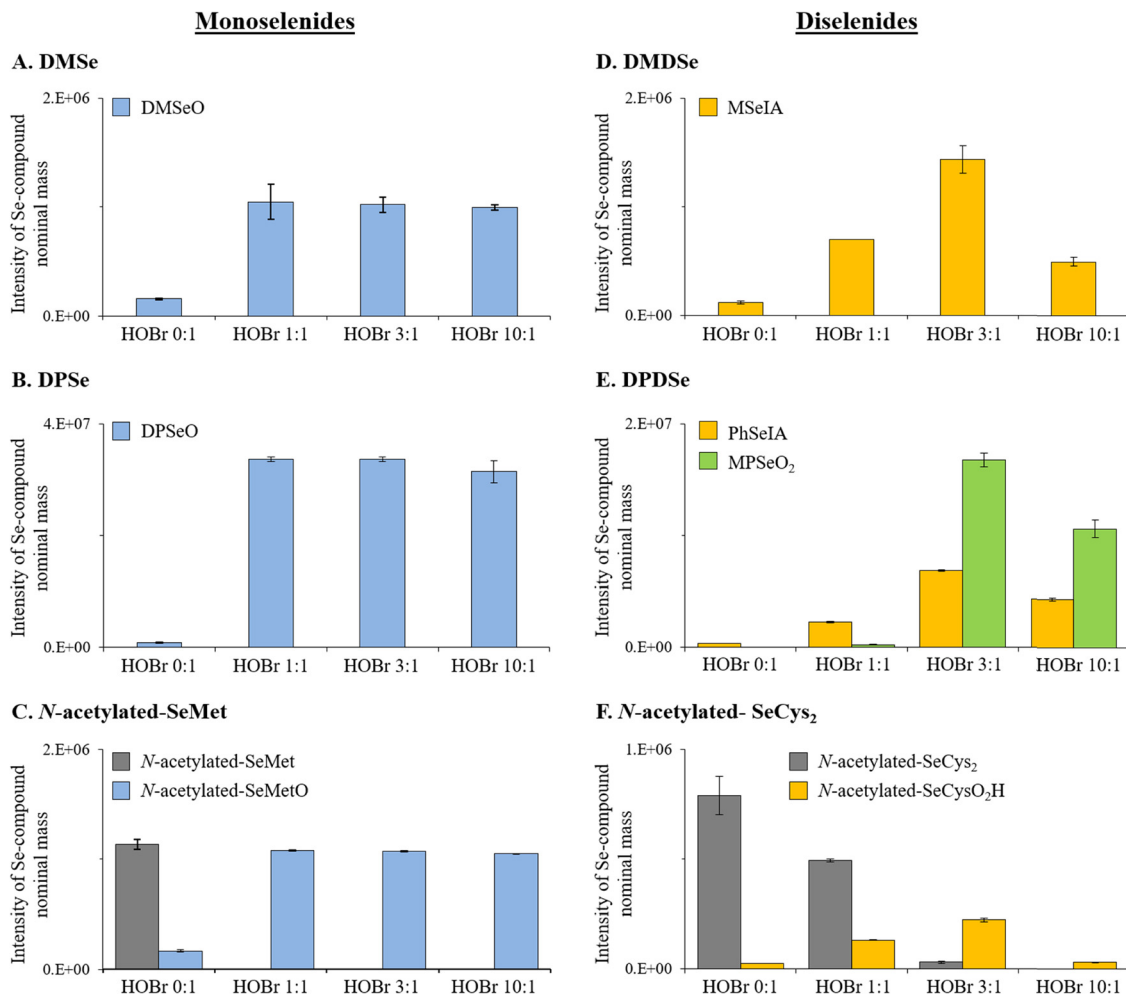 Monoselenides
A. DMSe
Intensity of Se-compound
nominal mass
2.E+06
0.E+00
DMSeO
HOBr 0:1 HOBr 1:1 HOBr 3:1 HOBr 10:1
B. DPSe
Intensity of Se-compound
nominal mass
4.E+07
0.E+00
DPSeO
HOBr 0:1 HOBr 1:1 HOBr 3:1 HOBr 10:1
C. N-acetylated-SeMet
Intensity of Se-compound
nominal mass
2.E+06
0.E+00
N-acetylated-SeMet
N-acetylated-SeMetO
HOBr 0:1 HOBr 1:1 HOBr 3:1 HOBr 10:1
Diselenides
D. DMDSe
Intensity of Se-compound
nominal mass
2.E+06
0.E+00
MSeIA
HOBr 0:1 HOBr 1:1 HOBr 3:1 HOBr 10:1
E. DPDSe
Intensity of Se-compound
nominal mass
2.E+07
0.E+00
PhSeIA
MPSeO₂
HOBr 0:1 HOBr 1:1 HOBr 3:1 HOBr 10:1
F. N-acetylated- SeCys₂
Intensity of Se-compound
nominal mass
1.E+06
0.E+00
N-acetylated-SeCys₂
N-acetylated-SeCysO₂H
HOBr 0:1 HOBr 1:1 HOBr 3:1 HOBr 10:1